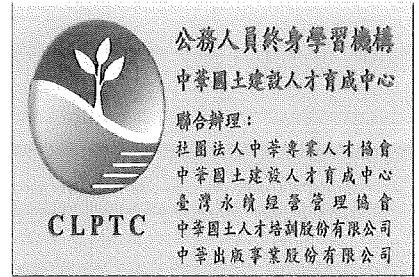 公務人員終身學習機構
中華國土建設人才育成中心
聯合辦理：
社團法人中華專業人才協會
中華國土建設人才育成中心
臺灣永續經營管理協會
中華國土人才培訓股份有限公司
中華出版事業股份有限公司
CLPTC